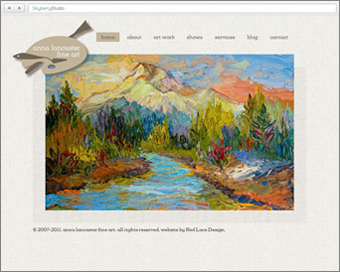 SkyberryStudio
anna lancaster
fine art
home about art work shows services blog contact
© 2007-2011. anna lancaster fine art. all rights reserved. website by Red Lace Design.